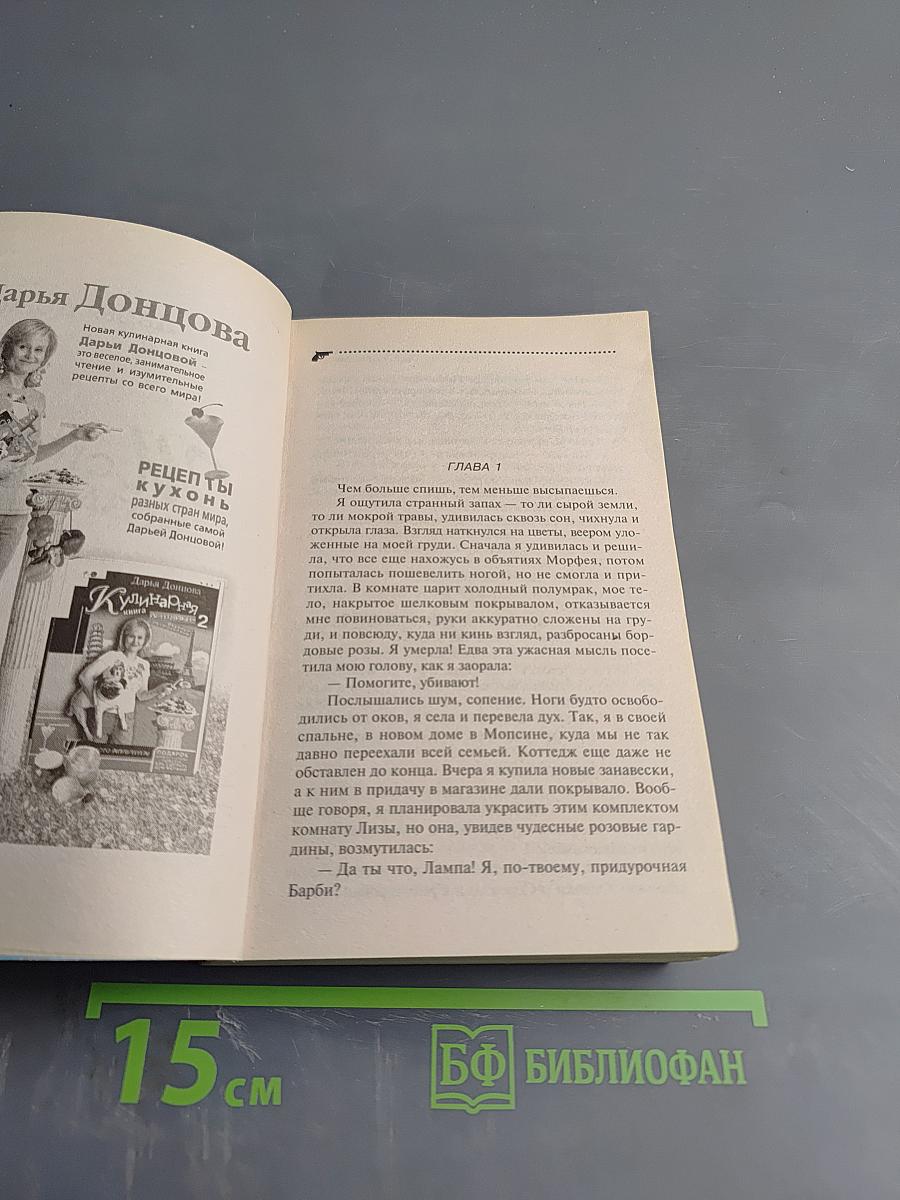 Дарья Донцова
Новая кулинарная книга
Дарьи Донцовой –
это веселое, занимательное
чтение и изумительные
рецепты со всего мира!
РЕЦЕПТЫ
КУХОНЬ
разных стран мира,
собранные самой
Дарьей Донцовой!
Дарья Донцова
Кулинарная
книга
2
ПОДАРОК
ГЛАВА 1
Чем больше спишь, тем меньше высыпаешься.
Я ощутила странный запах — то ли сырой земли,
то ли мокрой травы, удивилась сквозь сон, чихнула и
открыла глаза. Взгляд наткнулся на цветы, веером уло-
женные на моей груди. Сначала я удивилась и реши-
ла, что все еще нахожусь в объятиях Морфея, потом
попыталась пошевелить ногой, но не смогла и при-
тихла. В комнате царит холодный полумрак, мое те-
ло, накрытое шелковым покрывалом, отказывается
мне повиноваться, руки аккуратно сложены на гру-
ди, и повсюду, куда ни кинь взгляд, разбросаны бор-
довые розы. Я умерла! Едва эта ужасная мысль посе-
тила мою голову, как я заорала:
— Помогите, убивают!
Послышались шум, сопение. Ноги будто освобо-
дились от оков, я села и перевела дух. Так, я в своей
спальне, в новом доме в Мопсине, куда мы не так
давно переехали всей семьей. Коттедж еще даже не
обставлен до конца. Вчера я купила новые занавески,
а к ним в придачу в магазине дали покрывало. Вооб-
ще говоря, я планировала украсить этим комплектом
комнату Лизы, но она, увидев чудесные розовые гар-
дины, возмутилась:
— Да ты что, Лампа! Я, по-твоему, придурочная
Барби?
15 см
БФ БИБЛИОФАН